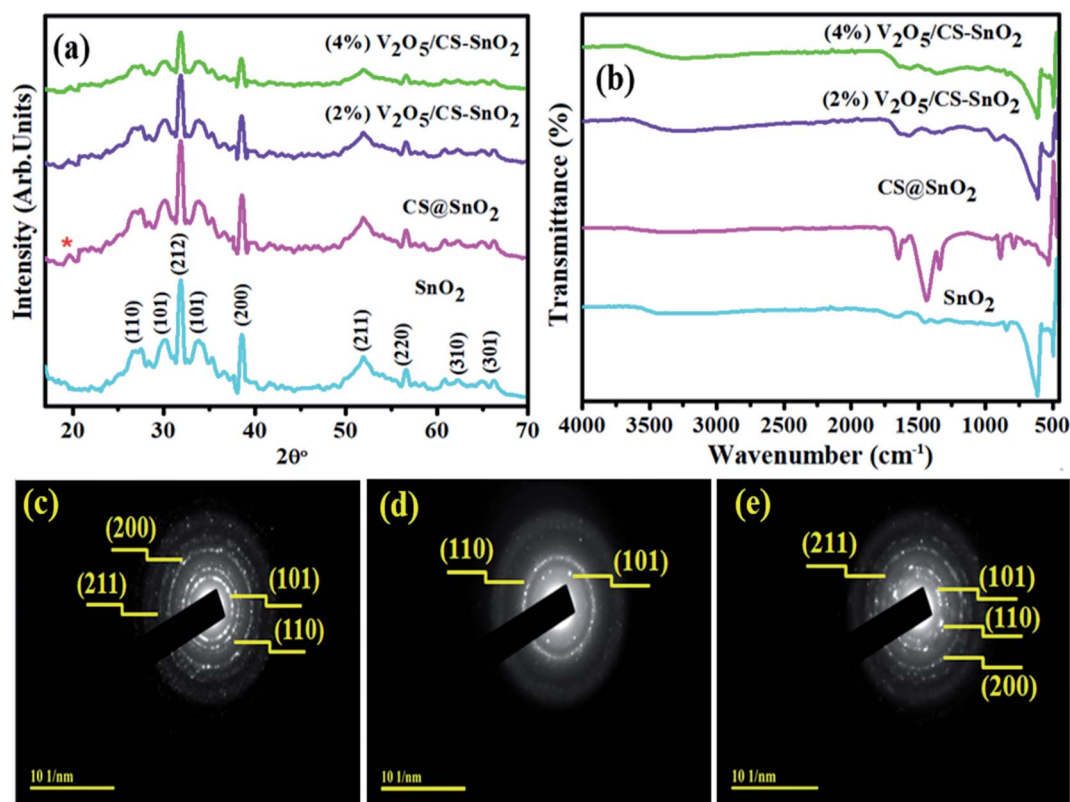 (a)
(4%) V₂O₅/CS-SnO₂
(2%) V₂O₅/CS-SnO₂
CS@SnO₂
*
SnO₂
(110)
(101)
(212)
(101)
(200)
(211)
(220)
(310)
(301)
Intensity (Arb.Units)
20 30 40 50 60 70
2θ°
(b)
(4%) V₂O₅/CS-SnO₂
(2%) V₂O₅/CS-SnO₂
CS@SnO₂
SnO₂
Transmittance (%)
4000 3500 3000 2500 2000 1500 1000 500
Wavenumber (cm⁻¹)
(c)
(200)
(211)
(101)
(110)
10 1/nm
(d)
(110)
(101)
10 1/nm
(e)
(211)
(101)
(110)
(200)
10 1/nm